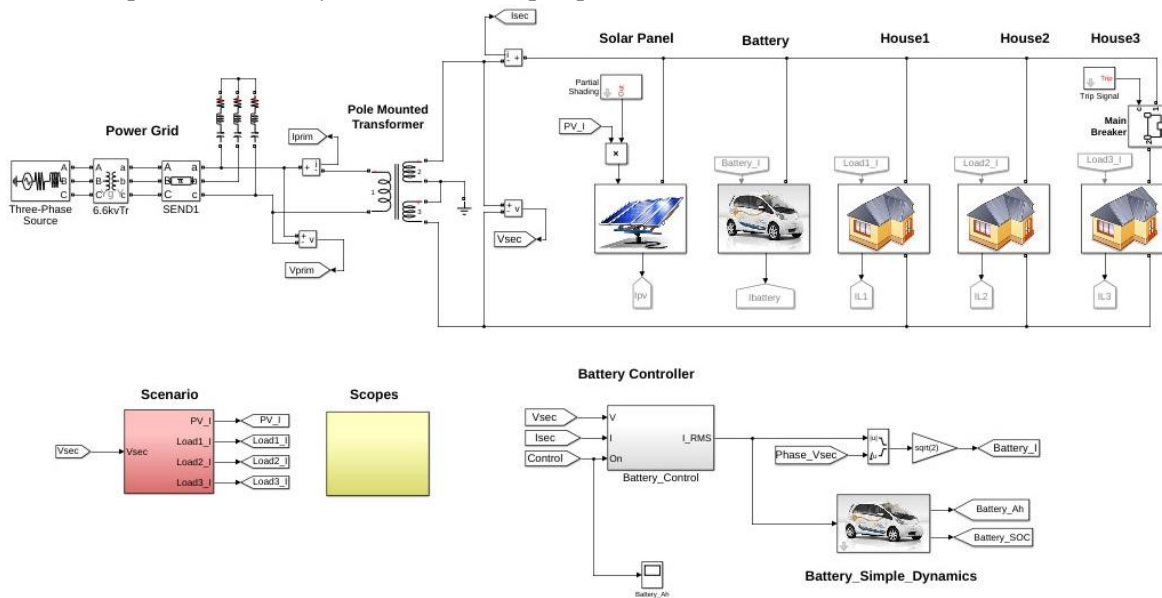 Isec
Solar Panel
Battery
House1
House2
House3
Partial
Shading
Out
Trip
Trip Signal
Pole Mounted
Transformer
Power Grid
Iprim
PV_I
Main
Breaker
Battery_I
Load1_I
Load2_I
Load3_I
Three-Phase
Source
6.6kvTr
SEND1
Vprim
Vsec
Ipv
Ibattery
IL1
IL2
IL3
Battery Controller
Scenario
Scopes
Vsec
V
PV_I
PV_I
Isec
I
I_RMS
Load1_I
Load1_I
Vsec
Vsec
Control
On
Phase_Vsec
|u|
sqrt(2)
Battery_I
Load2_I
Load2_I
Battery_Control
Load3_I
Load3_I
Battery_Ah
Battery_SOC
Battery_Simple_Dynamics
Battery_Ah